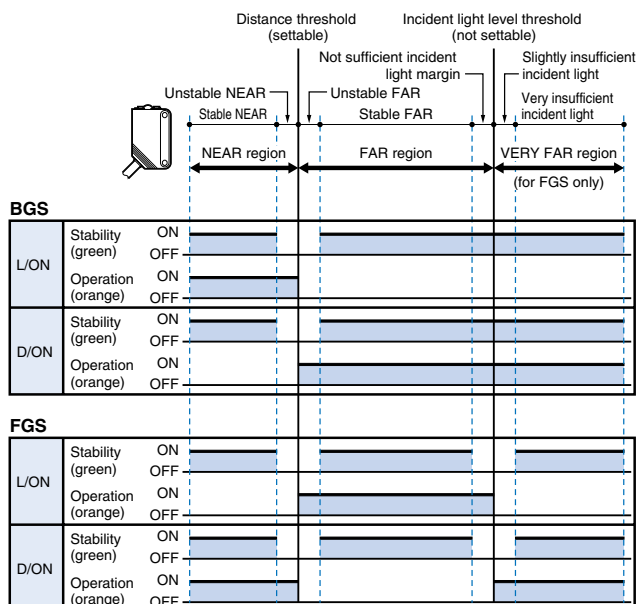 Distance threshold
(settable)
Incident light level threshold
(not settable)
Not sufficient incident
light margin
Slightly insufficient
incident light
Unstable NEAR
Unstable FAR
Very insufficient
incident light
Stable NEAR
Stable FAR
NEAR region
FAR region
VERY FAR region
(for FGS only)
BGS
L/ON
Stability
(green)
ON
OFF
Operation
(orange)
ON
OFF
D/ON
Stability
(green)
ON
OFF
Operation
(orange)
ON
OFF
FGS
L/ON
Stability
(green)
ON
OFF
Operation
(orange)
ON
OFF
D/ON
Stability
(green)
ON
OFF
Operation
(orange)
ON
OFF